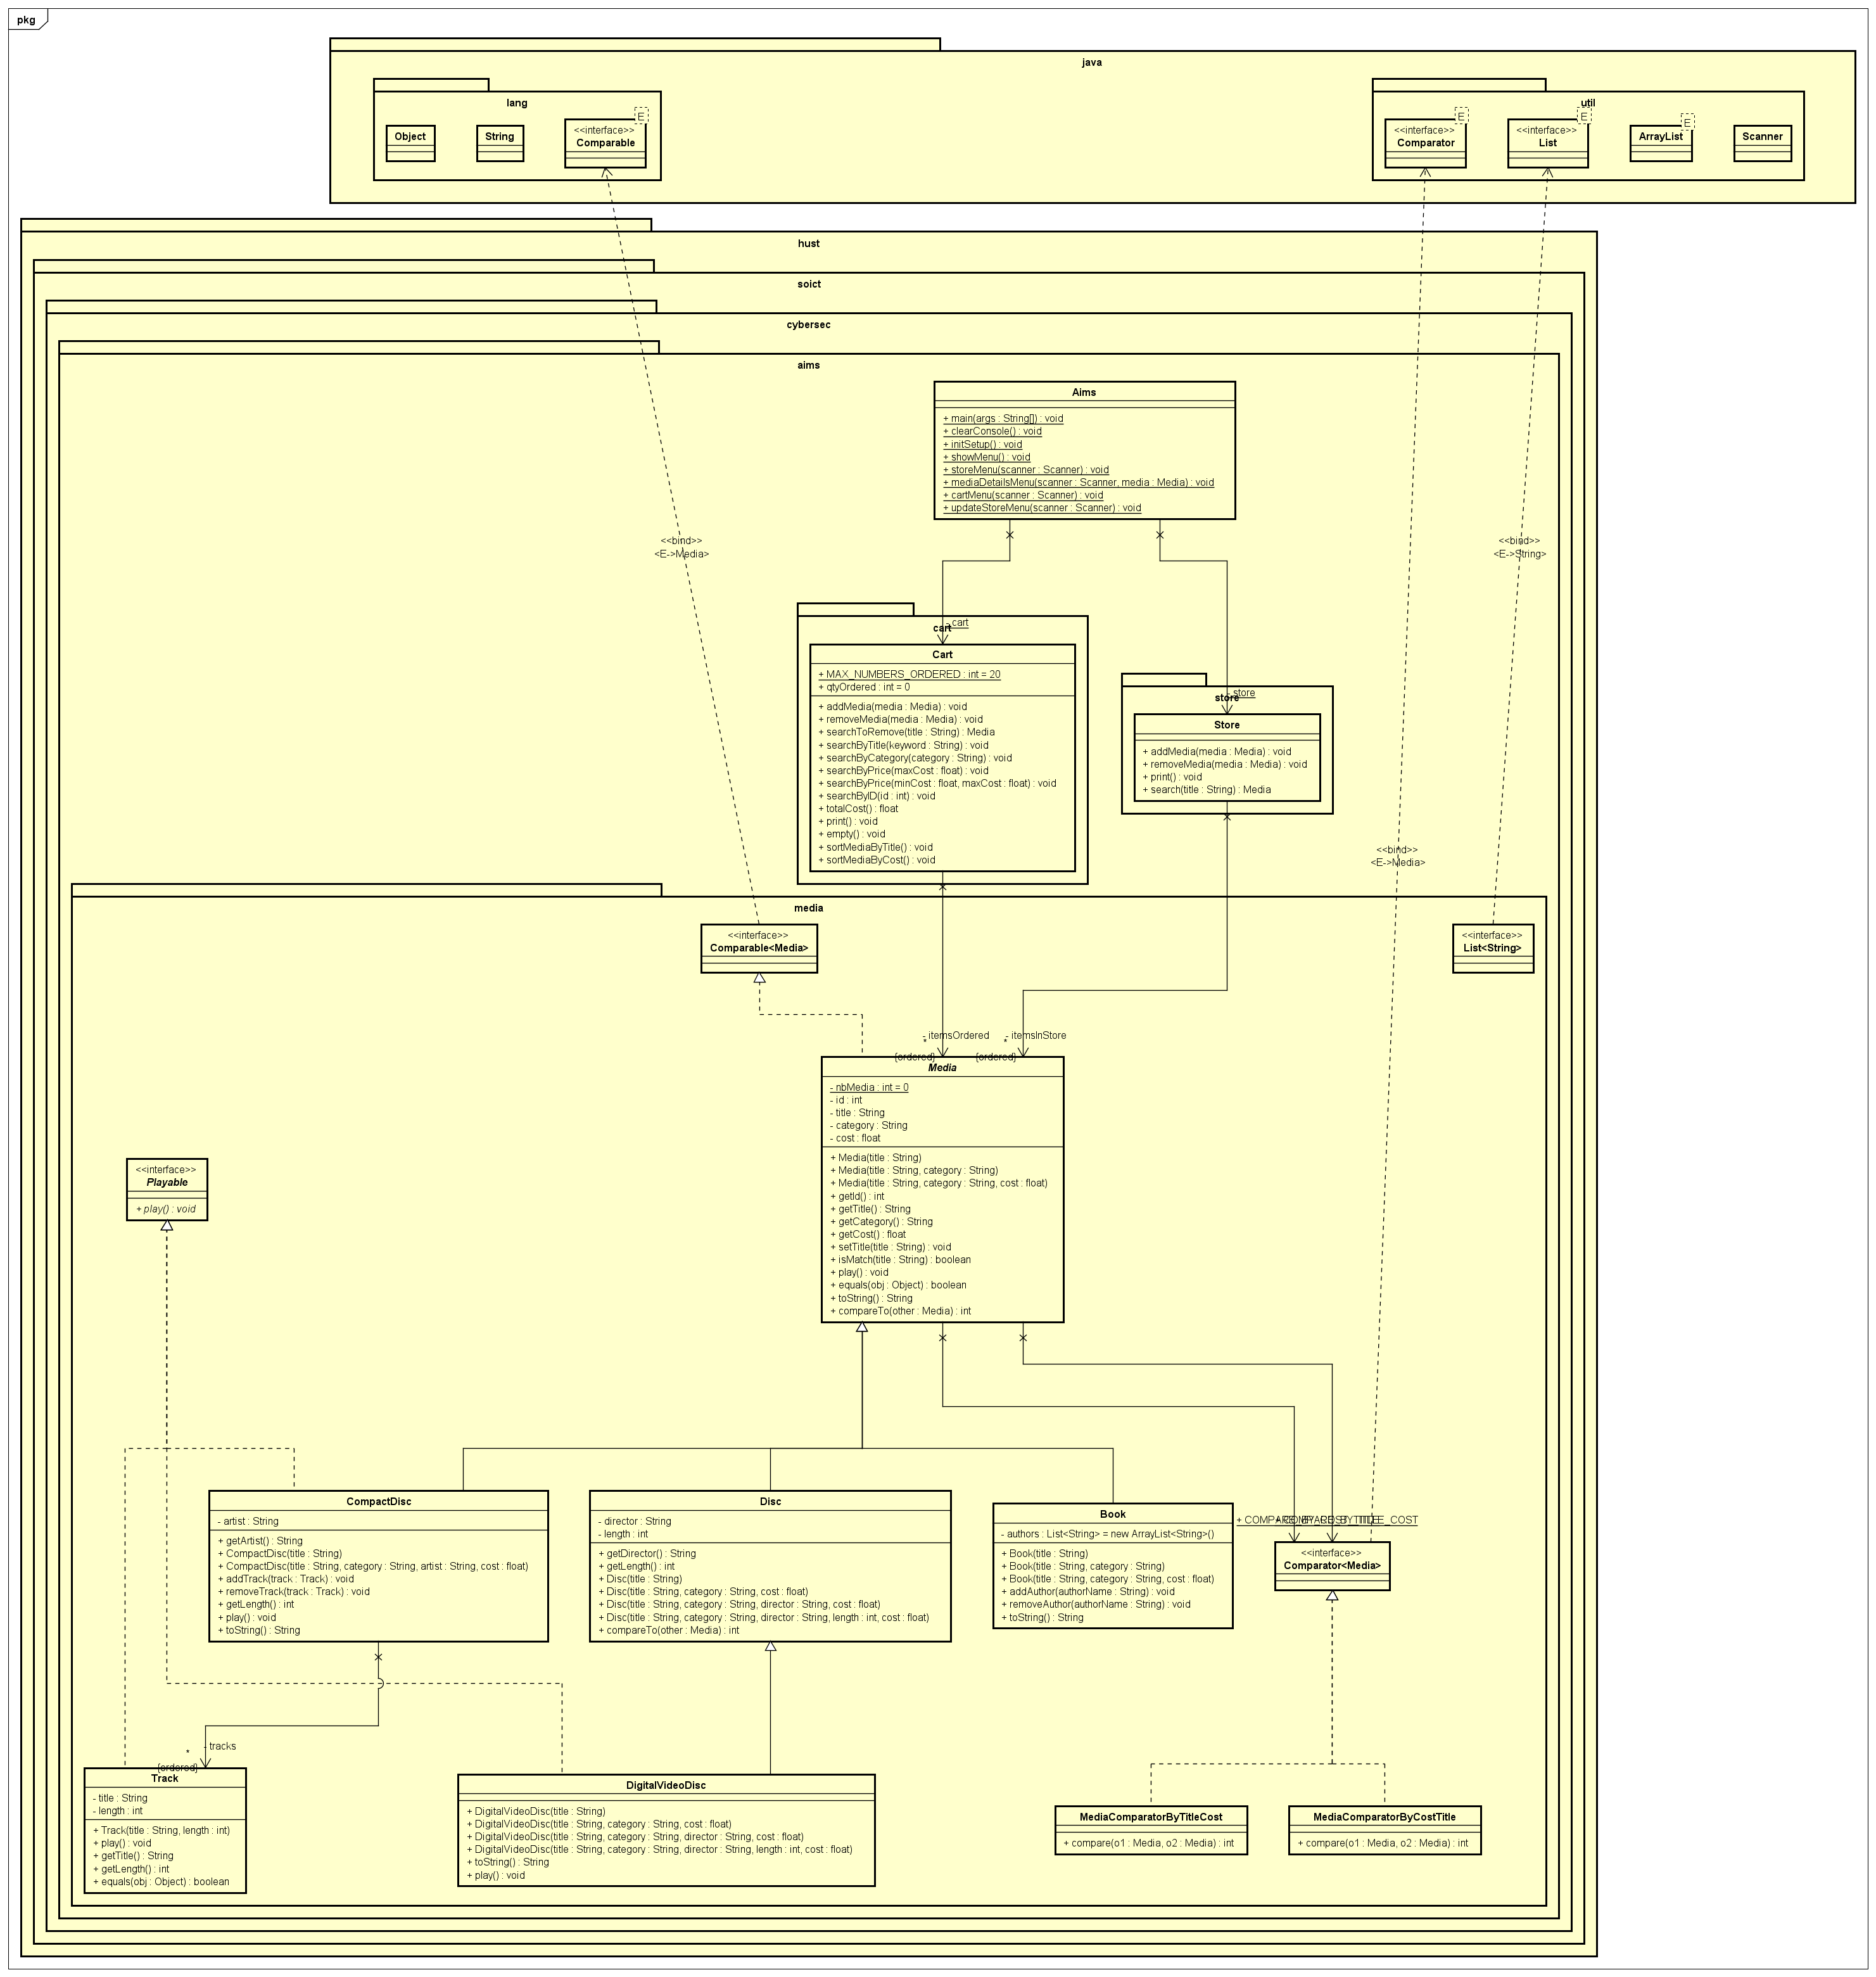 pkg
java
lang
util
Object
String
E
<<interface>>
Comparable
E
<<interface>>
Comparator
E
<<interface>>
List
E
ArrayList
Scanner
hust
soict
cybersec
aims
Aims
+ main(args : String[]) : void
+ clearConsole() : void
+ initSetup() : void
+ showMenu() : void
+ storeMenu(scanner : Scanner) : void
+ mediaDetailsMenu(scanner : Scanner, media : Media) : void
+ cartMenu(scanner : Scanner) : void
+ updateStoreMenu(scanner : Scanner) : void
<<bind>>
<E->Media>
<<bind>>
<E->String>
- cart
cart
Cart
+ MAX_NUMBERS_ORDERED : int = 20
+ qtyOrdered : int = 0
+ addMedia(media : Media) : void
+ removeMedia(media : Media) : void
+ searchToRemove(title : String) : Media
+ searchByTitle(keyword : String) : void
+ searchByCategory(category : String) : void
+ searchByPrice(maxCost : float) : void
+ searchByPrice(minCost : float, maxCost : float) : void
+ searchByID(id : int) : void
+ totalCost() : float
+ print() : void
+ empty() : void
+ sortMediaByTitle() : void
+ sortMediaByCost() : void
- store
store
Store
+ addMedia(media : Media) : void
+ removeMedia(media : Media) : void
+ print() : void
+ search(title : String) : Media
<<bind>>
<E->Media>
media
<<interface>>
Comparable<Media>
<<interface>>
List<String>
- itemsOrdered
*
{ordered}
- itemsInStore
*
{ordered}
Media
- nbMedia : int = 0
- id : int
- title : String
- category : String
- cost : float
+ Media(title : String)
+ Media(title : String, category : String)
+ Media(title : String, category : String, cost : float)
+ getId() : int
+ getTitle() : String
+ getCategory() : String
+ getCost() : float
+ setTitle(title : String) : void
+ isMatch(title : String) : boolean
+ play() : void
+ equals(obj : Object) : boolean
+ toString() : String
+ compareTo(other : Media) : int
<<interface>>
Playable
+ play() : void
CompactDisc
- artist : String
+ getArtist() : String
+ CompactDisc(title : String)
+ CompactDisc(title : String, category : String, artist : String, cost : float)
+ addTrack(track : Track) : void
+ removeTrack(track : Track) : void
+ getLength() : int
+ play() : void
+ toString() : String
Disc
- director : String
- length : int
+ getDirector() : String
+ getLength() : int
+ Disc(title : String)
+ Disc(title : String, category : String, cost : float)
+ Disc(title : String, category : String, director : String, cost : float)
+ Disc(title : String, category : String, director : String, length : int, cost : float)
+ compareTo(other : Media) : int
Book
- authors : List<String> = new ArrayList<String>()
+ Book(title : String)
+ Book(title : String, category : String)
+ Book(title : String, category : String, cost : float)
+ addAuthor(authorName : String) : void
+ removeAuthor(authorName : String) : void
+ toString() : String
<<interface>>
Comparator<Media>
- tracks
*
{ordered}
Track
- title : String
- length : int
+ Track(title : String, length : int)
+ play() : void
+ getTitle() : String
+ getLength() : int
+ equals(obj : Object) : boolean
DigitalVideoDisc
+ DigitalVideoDisc(title : String)
+ DigitalVideoDisc(title : String, category : String, cost : float)
+ DigitalVideoDisc(title : String, category : String, director : String, cost : float)
+ DigitalVideoDisc(title : String, category : String, director : String, length : int, cost : float)
+ toString() : String
+ play() : void
MediaComparatorByTitleCost
+ compare(o1 : Media, o2 : Media) : int
MediaComparatorByCostTitle
+ compare(o1 : Media, o2 : Media) : int